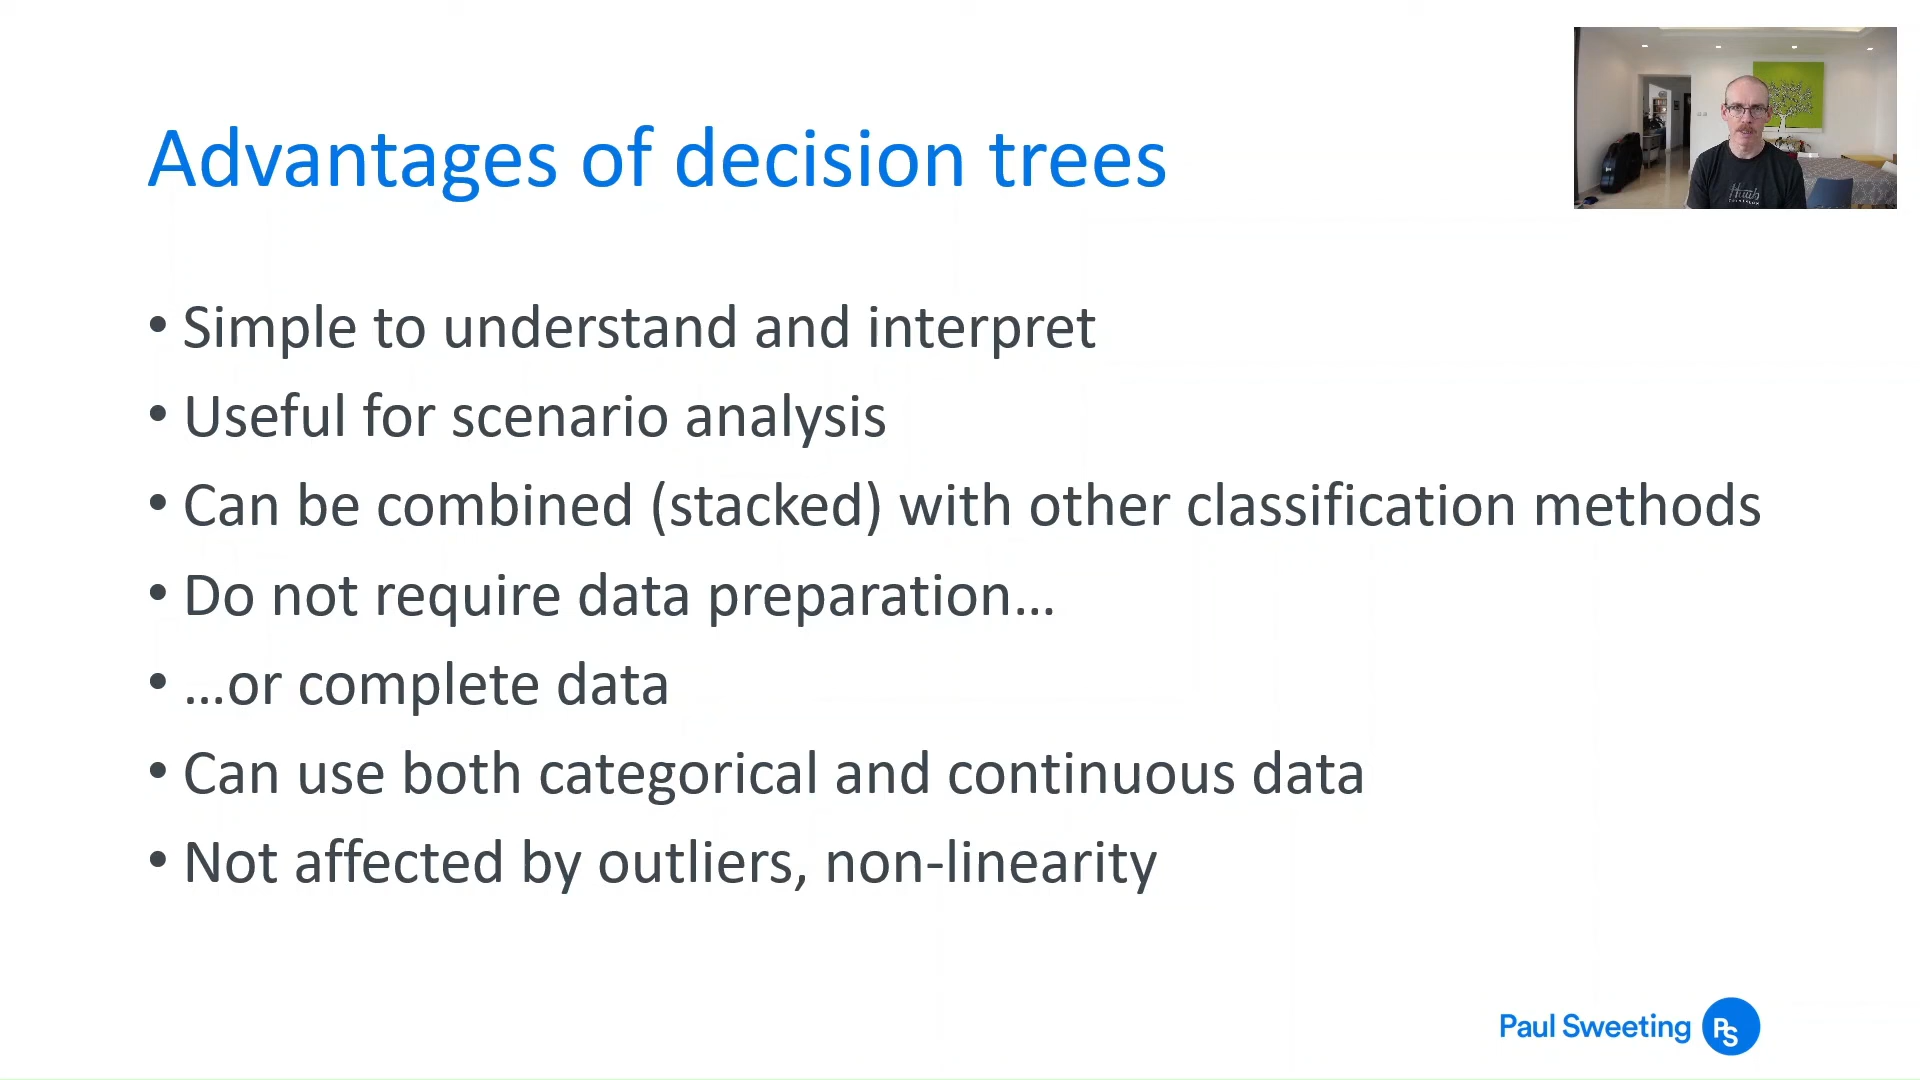 Advantages of decision trees
• Simple to understand and interpret
• Useful for scenario analysis
• Can be combined (stacked) with other classification methods
• Do not require data preparation…
• …or complete data
• Can use both categorical and continuous data
• Not affected by outliers, non-linearity
Paul Sweeting PS
Huub